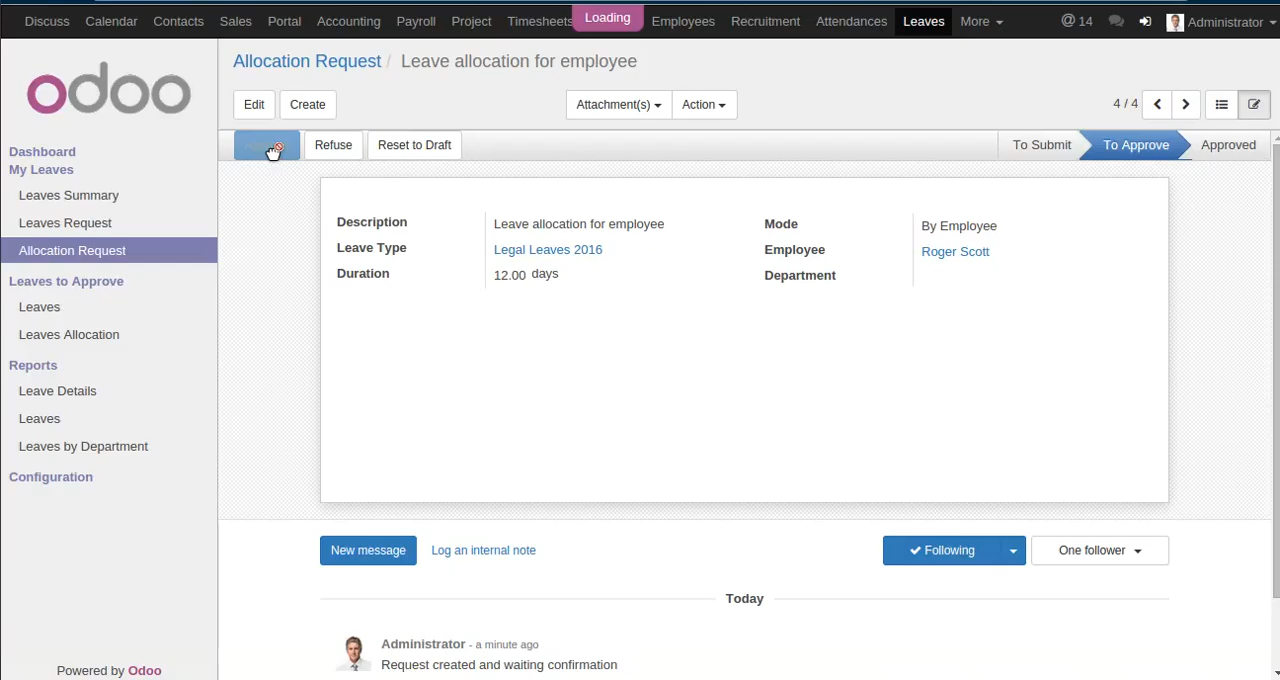 Discuss Calendar Contacts Sales Portal Accounting Payroll Project Timesheets Loading Employees Recruitment Attendances Leaves More @ 14 Administrator
odoo
Allocation Request / Leave allocation for employee
Edit Create Attachment(s) Action 4 / 4
Refuse Reset to Draft To Submit To Approve Approved
Dashboard
My Leaves
Leaves Summary
Leaves Request
Allocation Request
Leaves to Approve
Leaves
Leaves Allocation
Reports
Leave Details
Leaves
Leaves by Department
Configuration
Powered by Odoo
Description Leave allocation for employee Mode By Employee
Leave Type Legal Leaves 2016 Employee Roger Scott
Duration 12.00 days Department
New message Log an internal note Following One follower
Today
Administrator - a minute ago
Request created and waiting confirmation